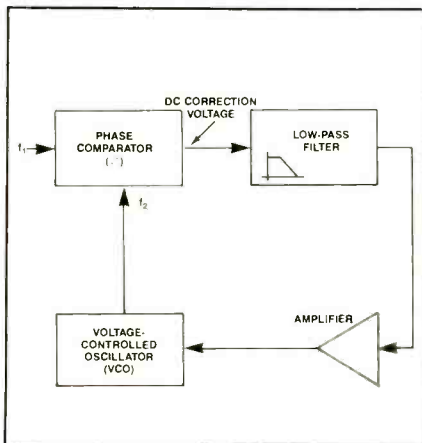 DC CORRECTION
VOLTAGE
PHASE
COMPARATOR
LOW-PASS
FILTER
f₁
f₂
AMPLIFIER
VOLTAGE-
CONTROLLED
OSCILLATOR
(VCO)